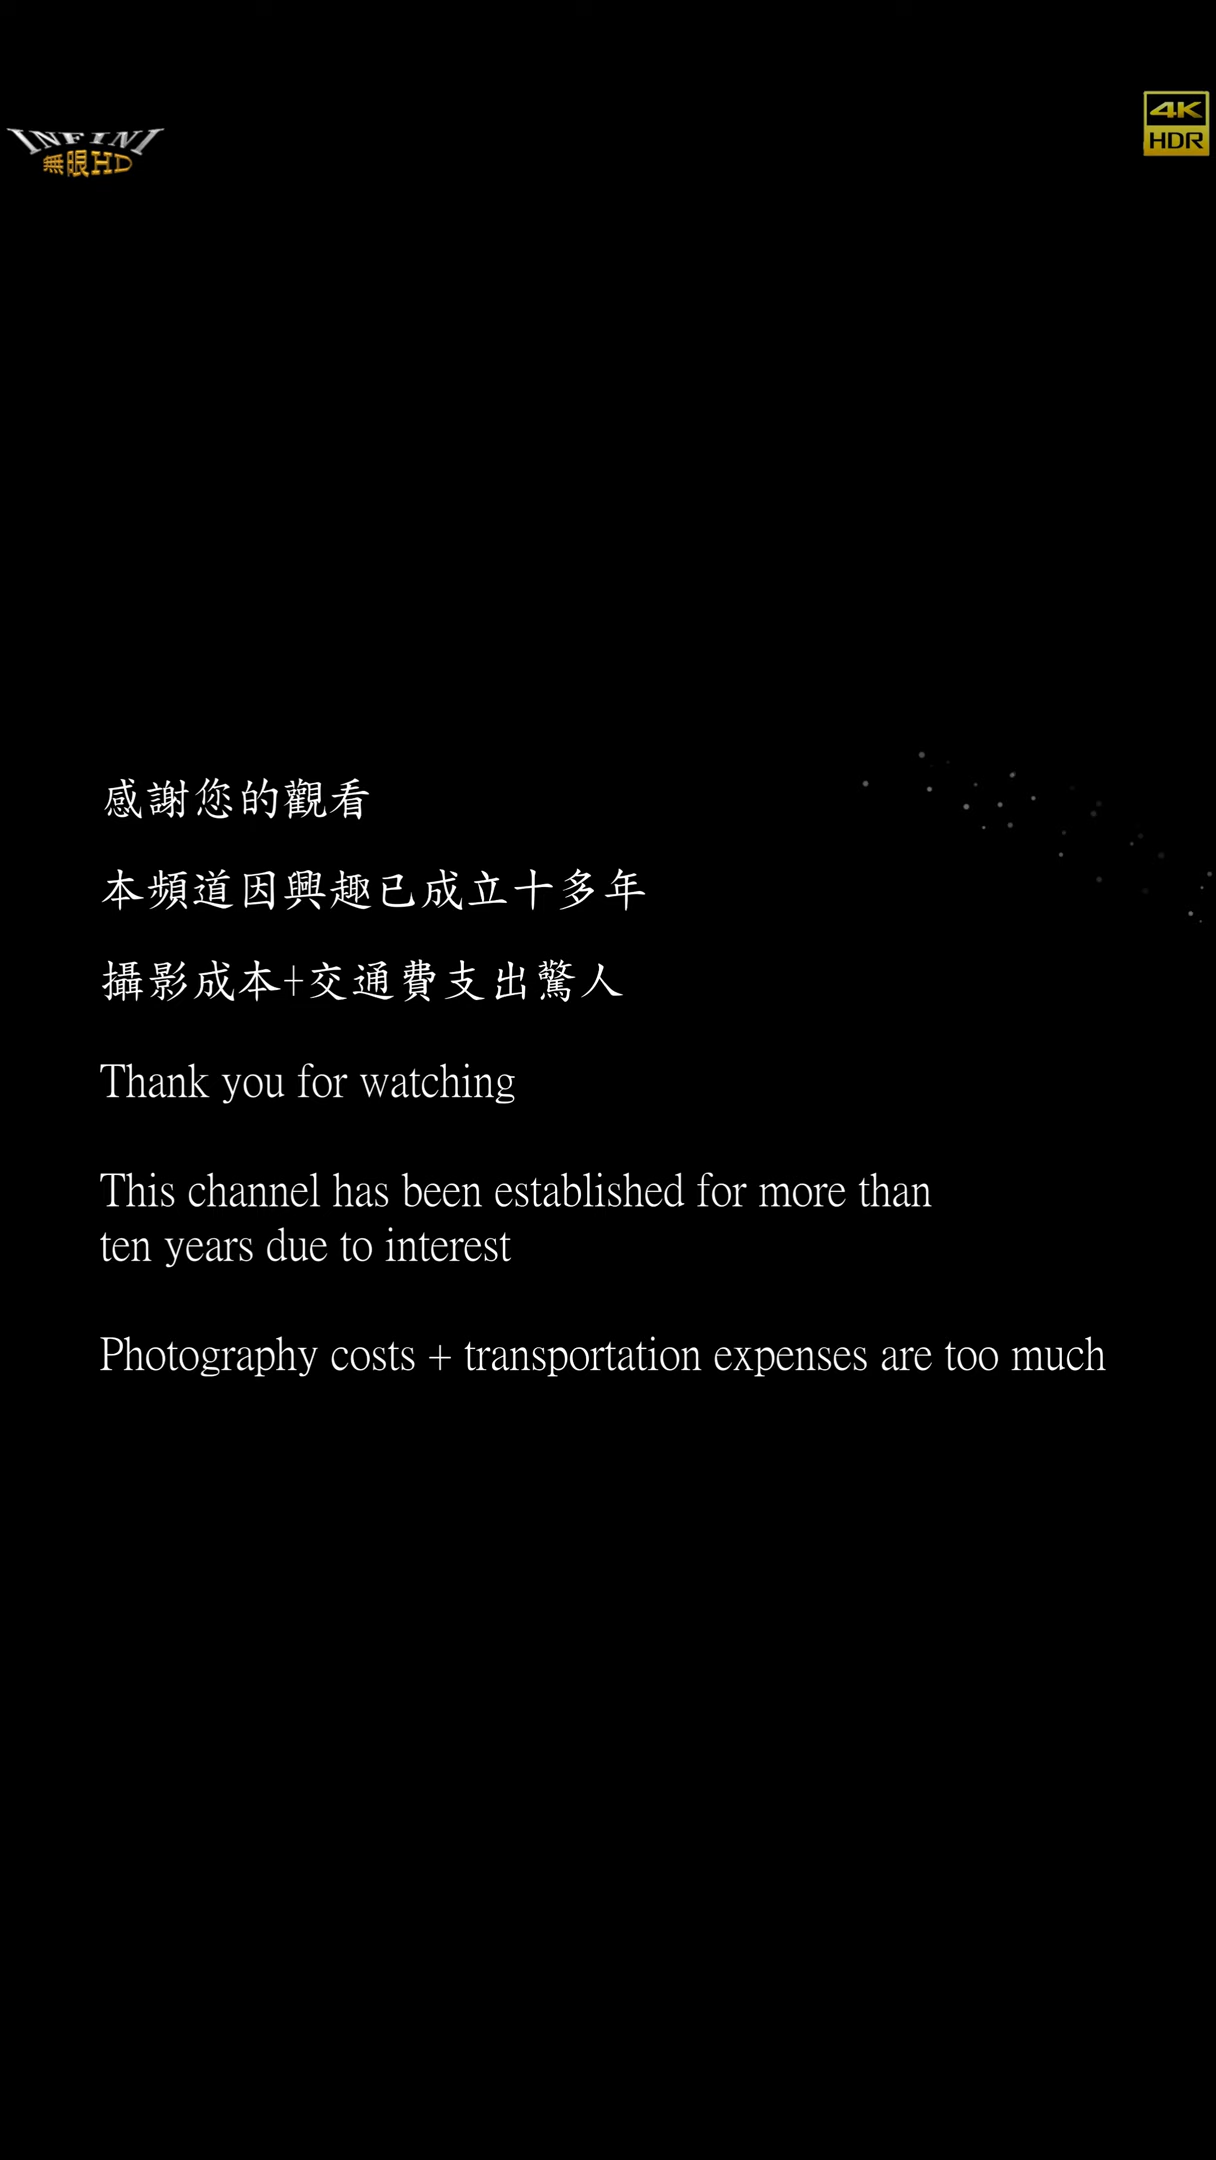 INFINI
無限HD
4K
HDR
感謝您的觀看
本頻道因興趣已成立十多年
攝影成本+交通費支出驚人
Thank you for watching
This channel has been established for more than
ten years due to interest
Photography costs + transportation expenses are too much